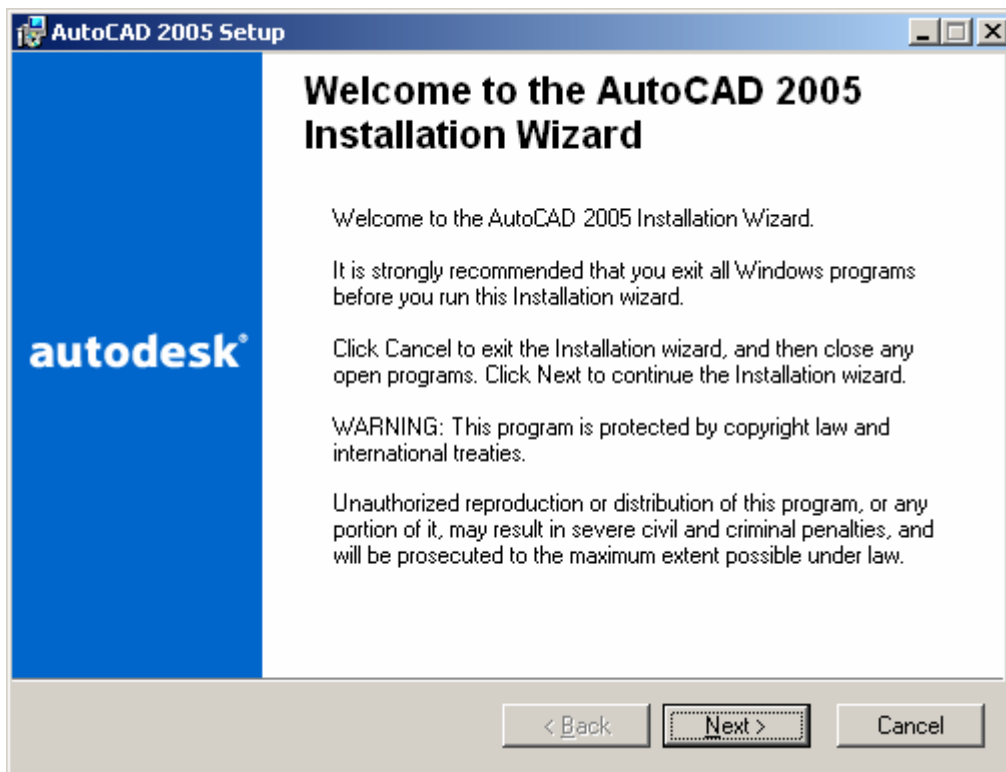 AutoCAD 2005 Setup
Welcome to the AutoCAD 2005
Installation Wizard
Welcome to the AutoCAD 2005 Installation Wizard.
It is strongly recommended that you exit all Windows programs
before you run this Installation wizard.
autodesk®
Click Cancel to exit the Installation wizard, and then close any
open programs. Click Next to continue the Installation wizard.
WARNING: This program is protected by copyright law and
international treaties.
Unauthorized reproduction or distribution of this program, or any
portion of it, may result in severe civil and criminal penalties, and
will be prosecuted to the maximum extent possible under law.
< Back Next > Cancel